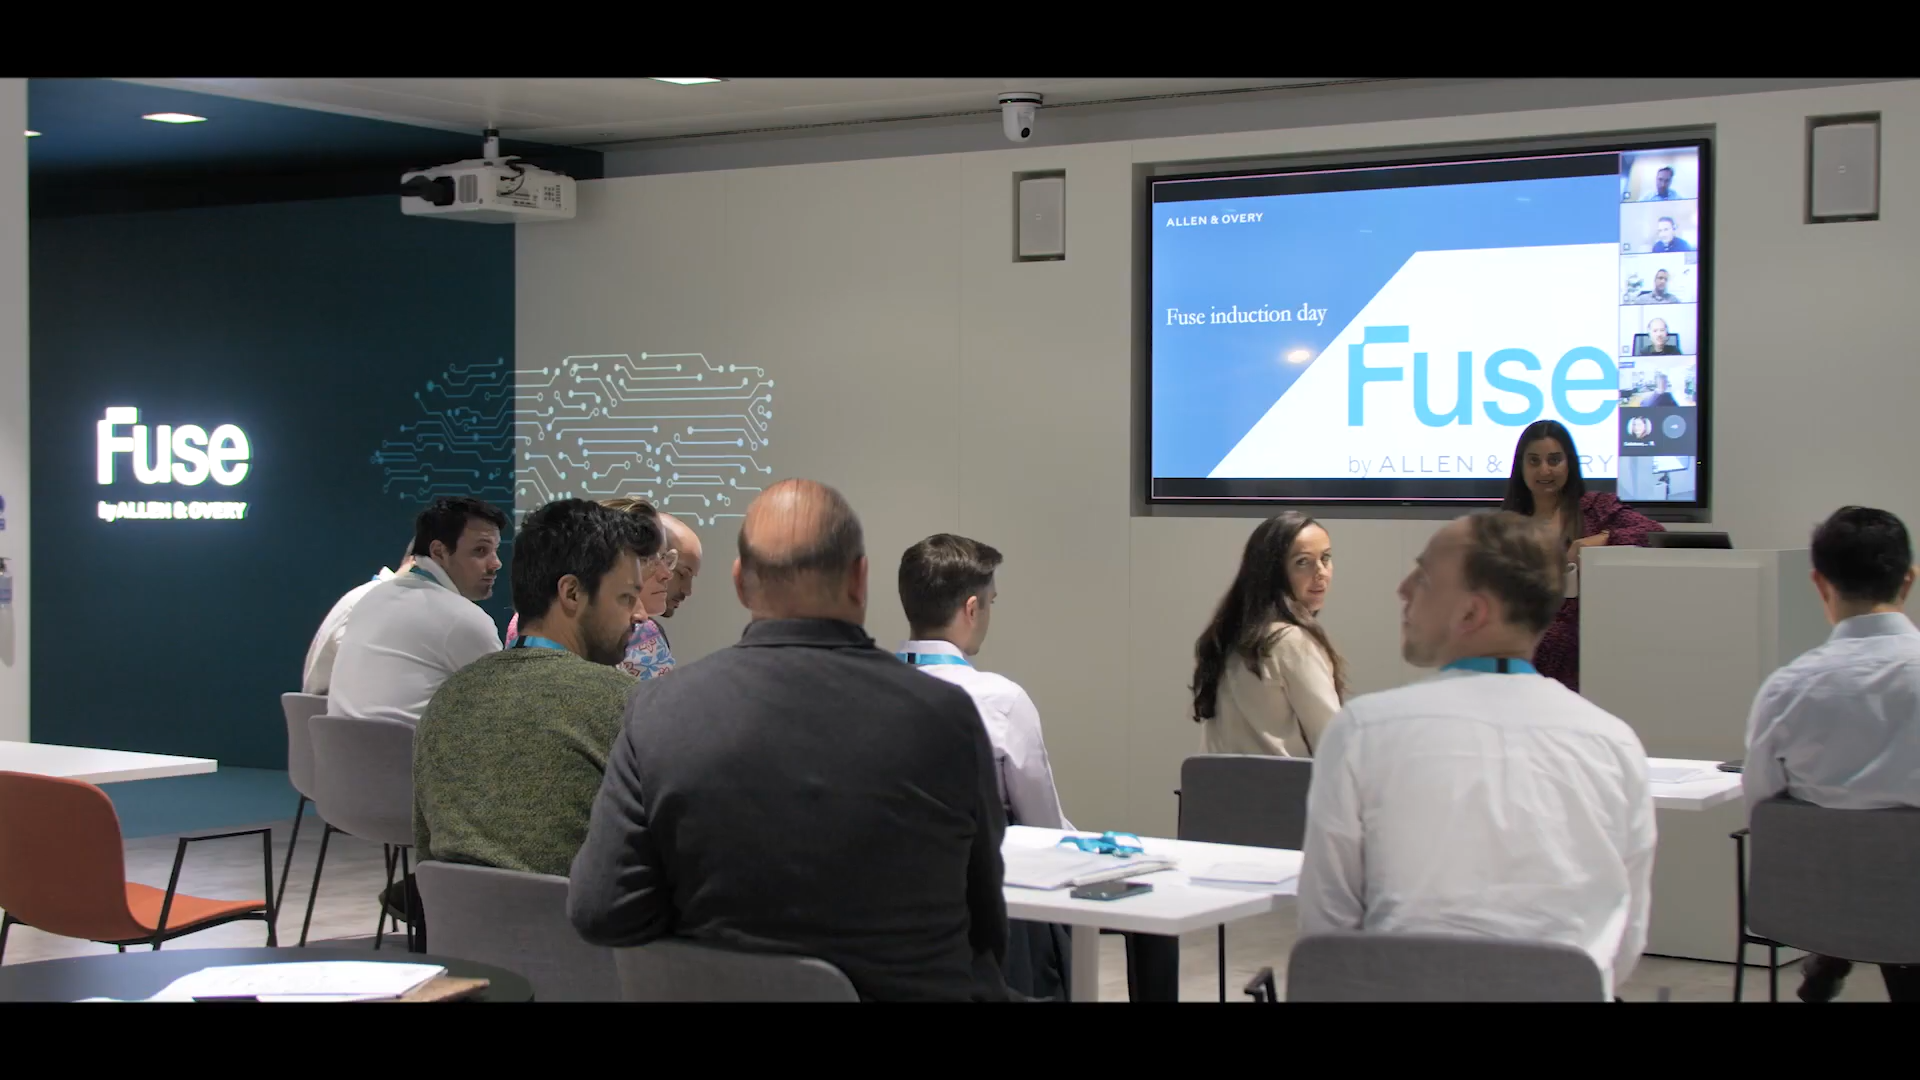 Fuse
by ALLEN & OVERY
ALLEN & OVERY
Fuse induction day
Fuse
by ALLEN &